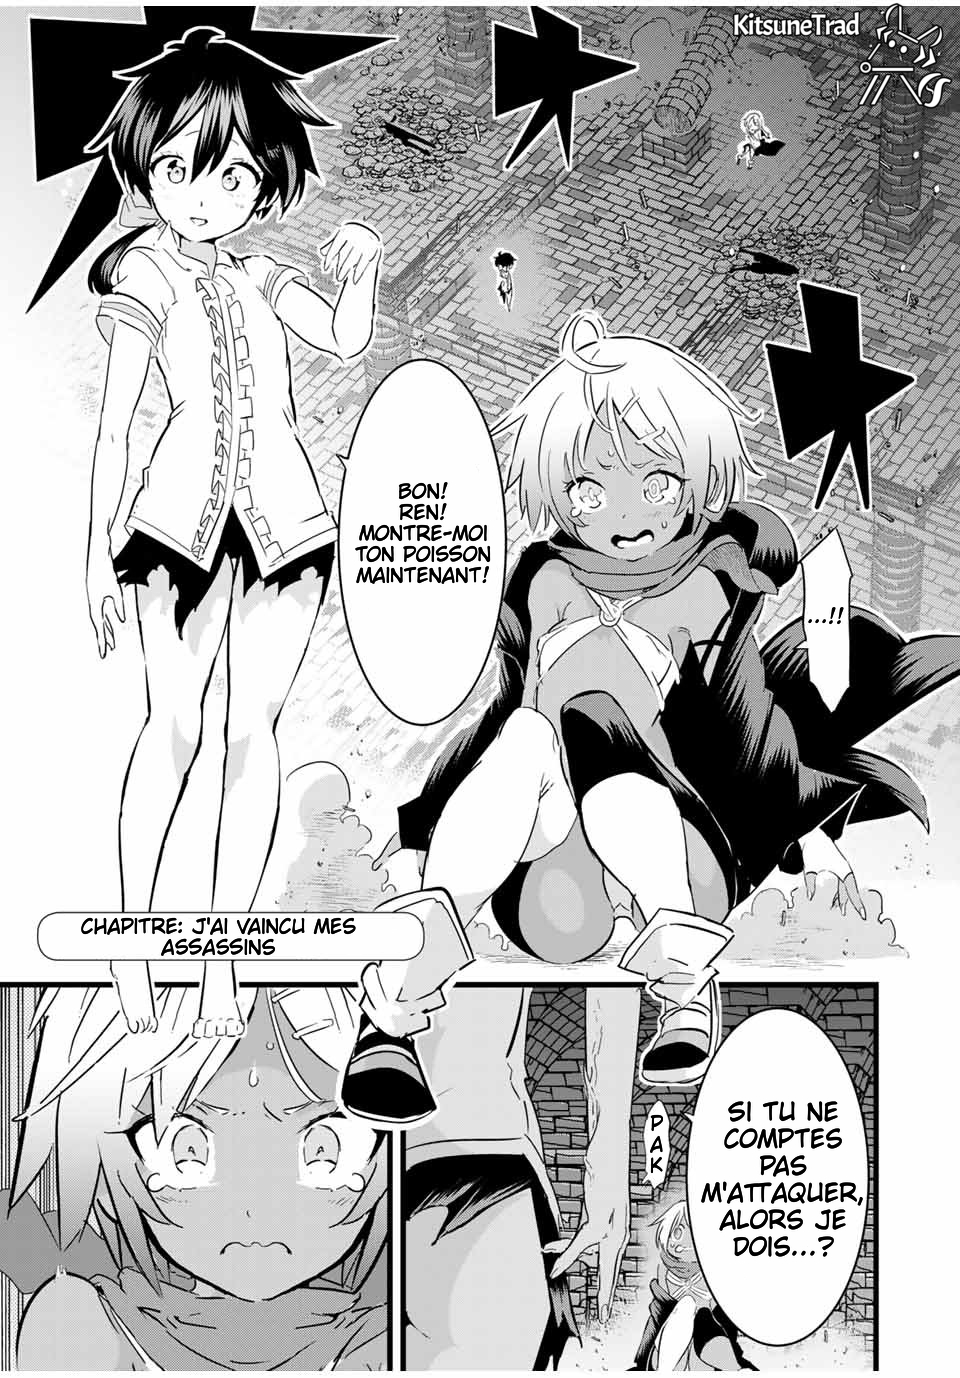 KitsuneTrad
...!!
BON!
REN!
MONTRE-MOI
TON POISSON
MAINTENANT!
CHAPITRE: J'AI VAINCU MES
ASSASSINS
SI TU NE
COMPTES
PAS
M'ATTAQUER,
ALORS JE
DOIS...?
PAK